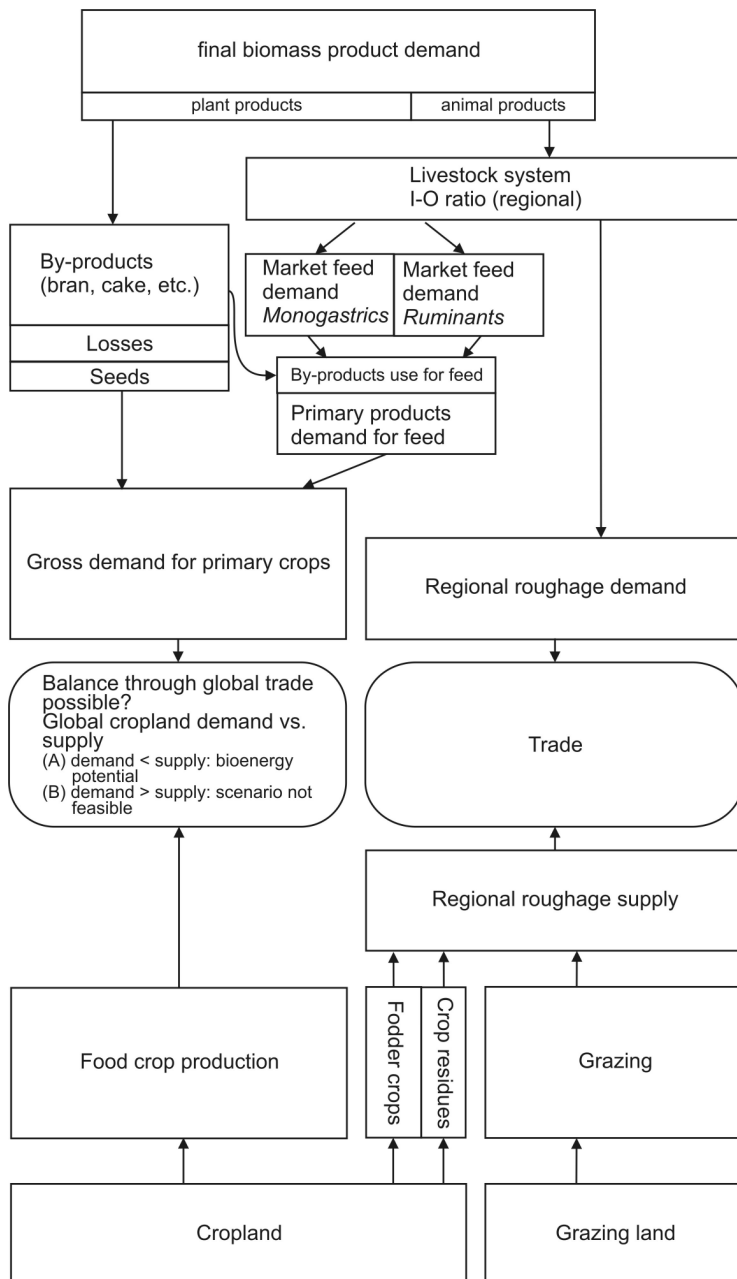 final biomass product demand
plant products
animal products
Livestock system
I-O ratio (regional)
By-products
(bran, cake, etc.)
Losses
Seeds
Market feed
demand
Monogastrics
Market feed
demand
Ruminants
By-products use for feed
Primary products
demand for feed
Gross demand for primary crops
Regional roughage demand
Balance through global trade
possible?
Global cropland demand vs.
supply
(A) demand < supply: bioenergy
potential
(B) demand > supply: scenario not
feasible
Trade
Regional roughage supply
Food crop production
Fodder crops
Crop residues
Grazing
Cropland
Grazing land